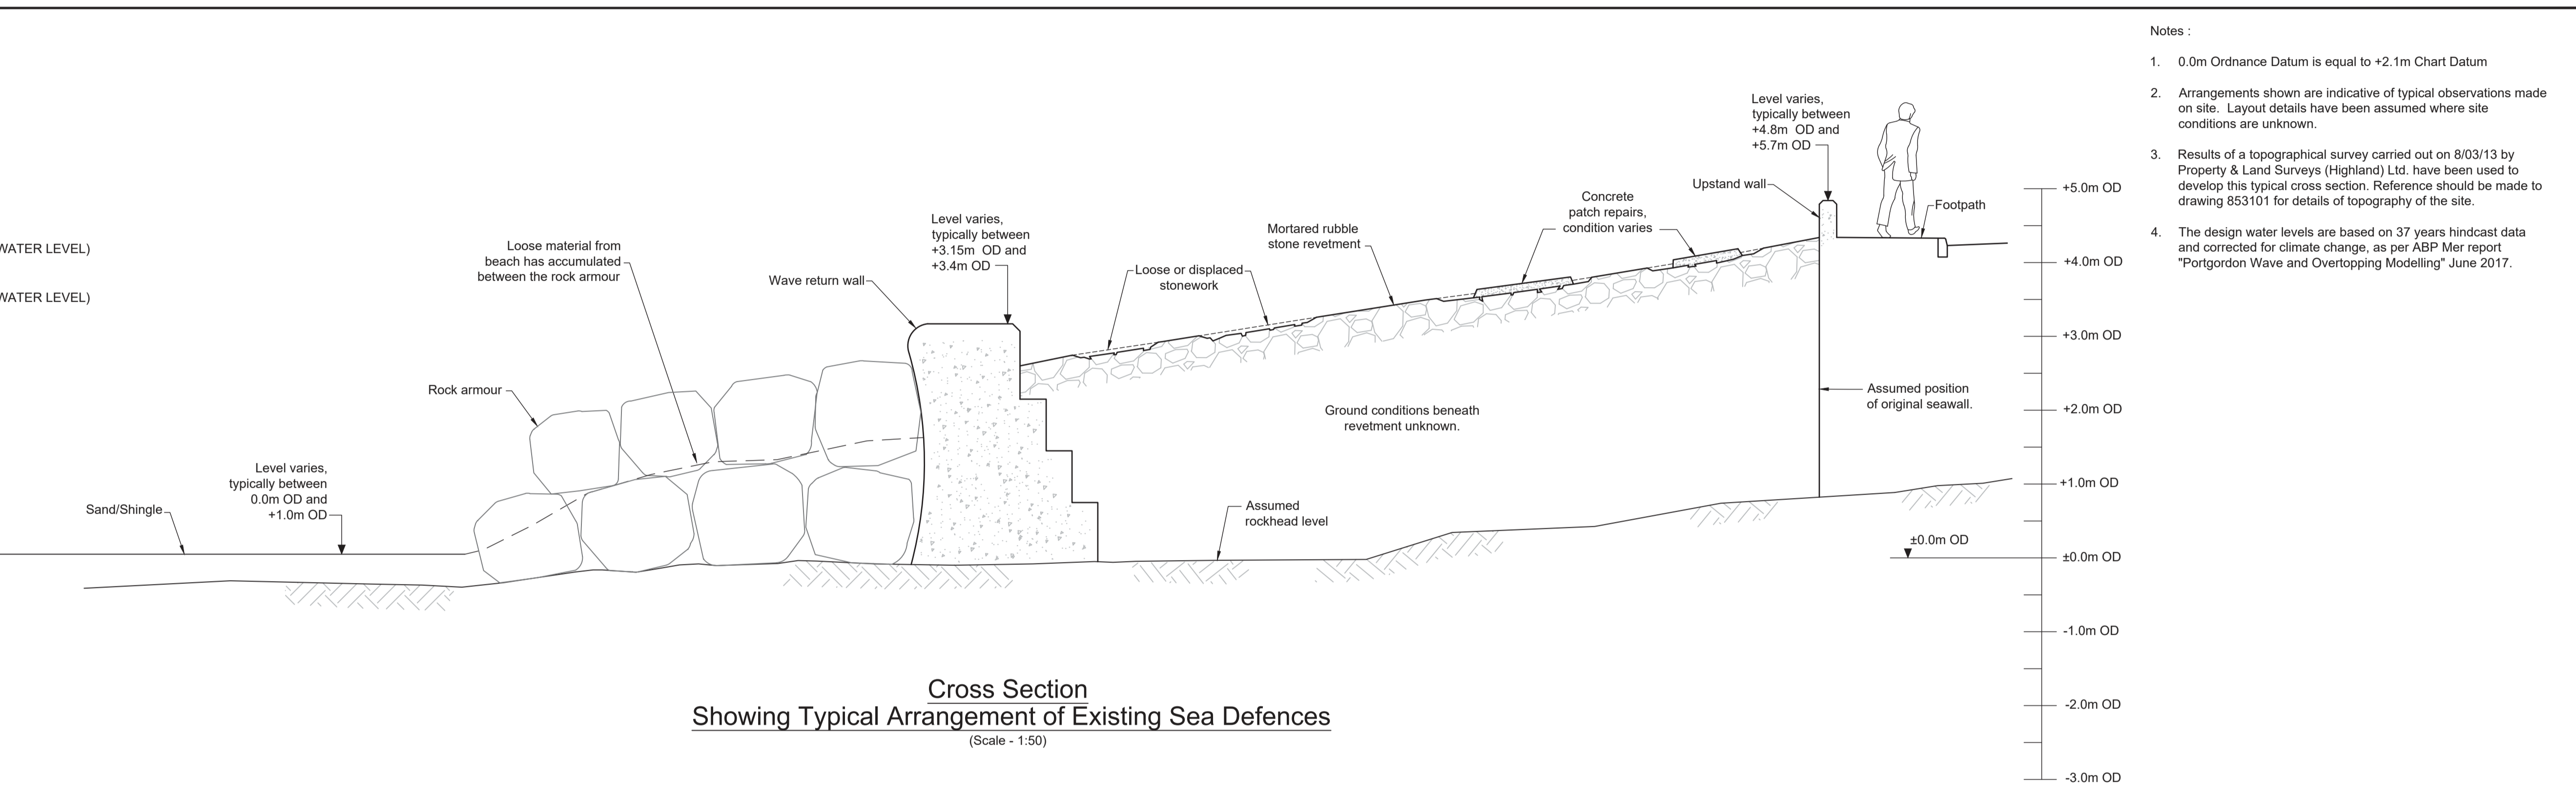 WATER LEVEL)
WATER LEVEL)
Sand/Shingle
Level varies,
typically between
0.0m OD and
+1.0m OD
Rock armour
Loose material from
beach has accumulated
between the rock armour
Wave return wall
Level varies,
typically between
+3.15m OD and
+3.4m OD
Loose or displaced
stonework
Mortared rubble
stone revetment
Concrete
patch repairs,
condition varies
Upstand wall
Level varies,
typically between
+4.8m OD and
+5.7m OD
Footpath
Ground conditions beneath
revetment unknown.
Assumed position
of original seawall.
Assumed
rockhead level
±0.0m OD
+5.0m OD
+4.0m OD
+3.0m OD
+2.0m OD
+1.0m OD
±0.0m OD
-1.0m OD
-2.0m OD
-3.0m OD
Cross Section
Showing Typical Arrangement of Existing Sea Defences
(Scale - 1:50)
Notes :
1. 0.0m Ordnance Datum is equal to +2.1m Chart Datum
2. Arrangements shown are indicative of typical observations made
on site. Layout details have been assumed where site
conditions are unknown.
3. Results of a topographical survey carried out on 8/03/13 by
Property & Land Surveys (Highland) Ltd. have been used to
develop this typical cross section. Reference should be made to
drawing 853101 for details of topography of the site.
4. The design water levels are based on 37 years hindcast data
and corrected for climate change, as per ABP Mer report
"Portgordon Wave and Overtopping Modelling" June 2017.